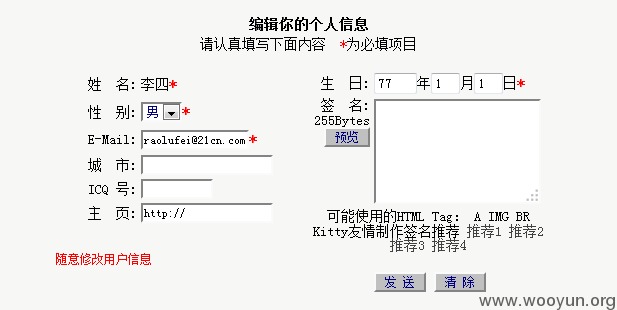 编辑你的个人信息
请认真填写下面内容 *为必填项目
姓 名: 李四*
性 别: 男 *
E-Mail: raolufei@21cn.com *
城 市:
ICQ 号:
主 页: http://
随意修改用户信息
生 日: 77 年 1 月 1 日*
签 名:
255Bytes
预览
可能使用的HTML Tag: A IMG BR
Kitty友情制作签名推荐 推荐1 推荐2
推荐3 推荐4
发 送 清 除
www.wooyun.org